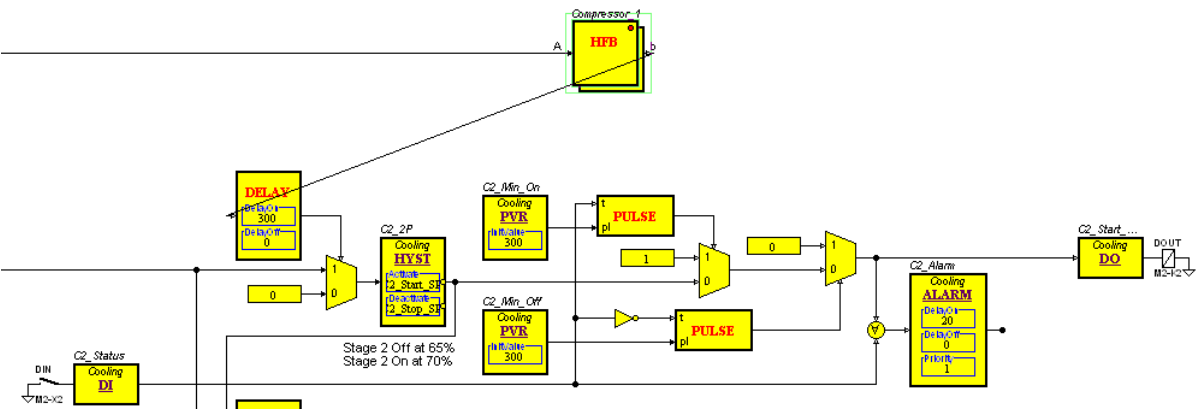 Compressor_1
A
HFB
b
DELAY
DelayOn
300
DelayOff
0
C2_2P
Cooling
HYST
Activate
2_Start_SP
Deactivate
2_Stop_SP
1
0
0
C2_Min_On
Cooling
PVR
InitValue
300
t
pl
PULSE
1
1
0
0
1
0
C2_Min_Off
Cooling
PVR
InitValue
300
t
pl
PULSE
Stage 2 Off at 65%
Stage 2 On at 70%
C2_Start_...
Cooling
DO
DOUT
M2-K2
C2_Alarm
Cooling
ALARM
DelayOn
20
DelayOff
0
Priority
1
C2_Status
Cooling
DI
DIN
M2-X2